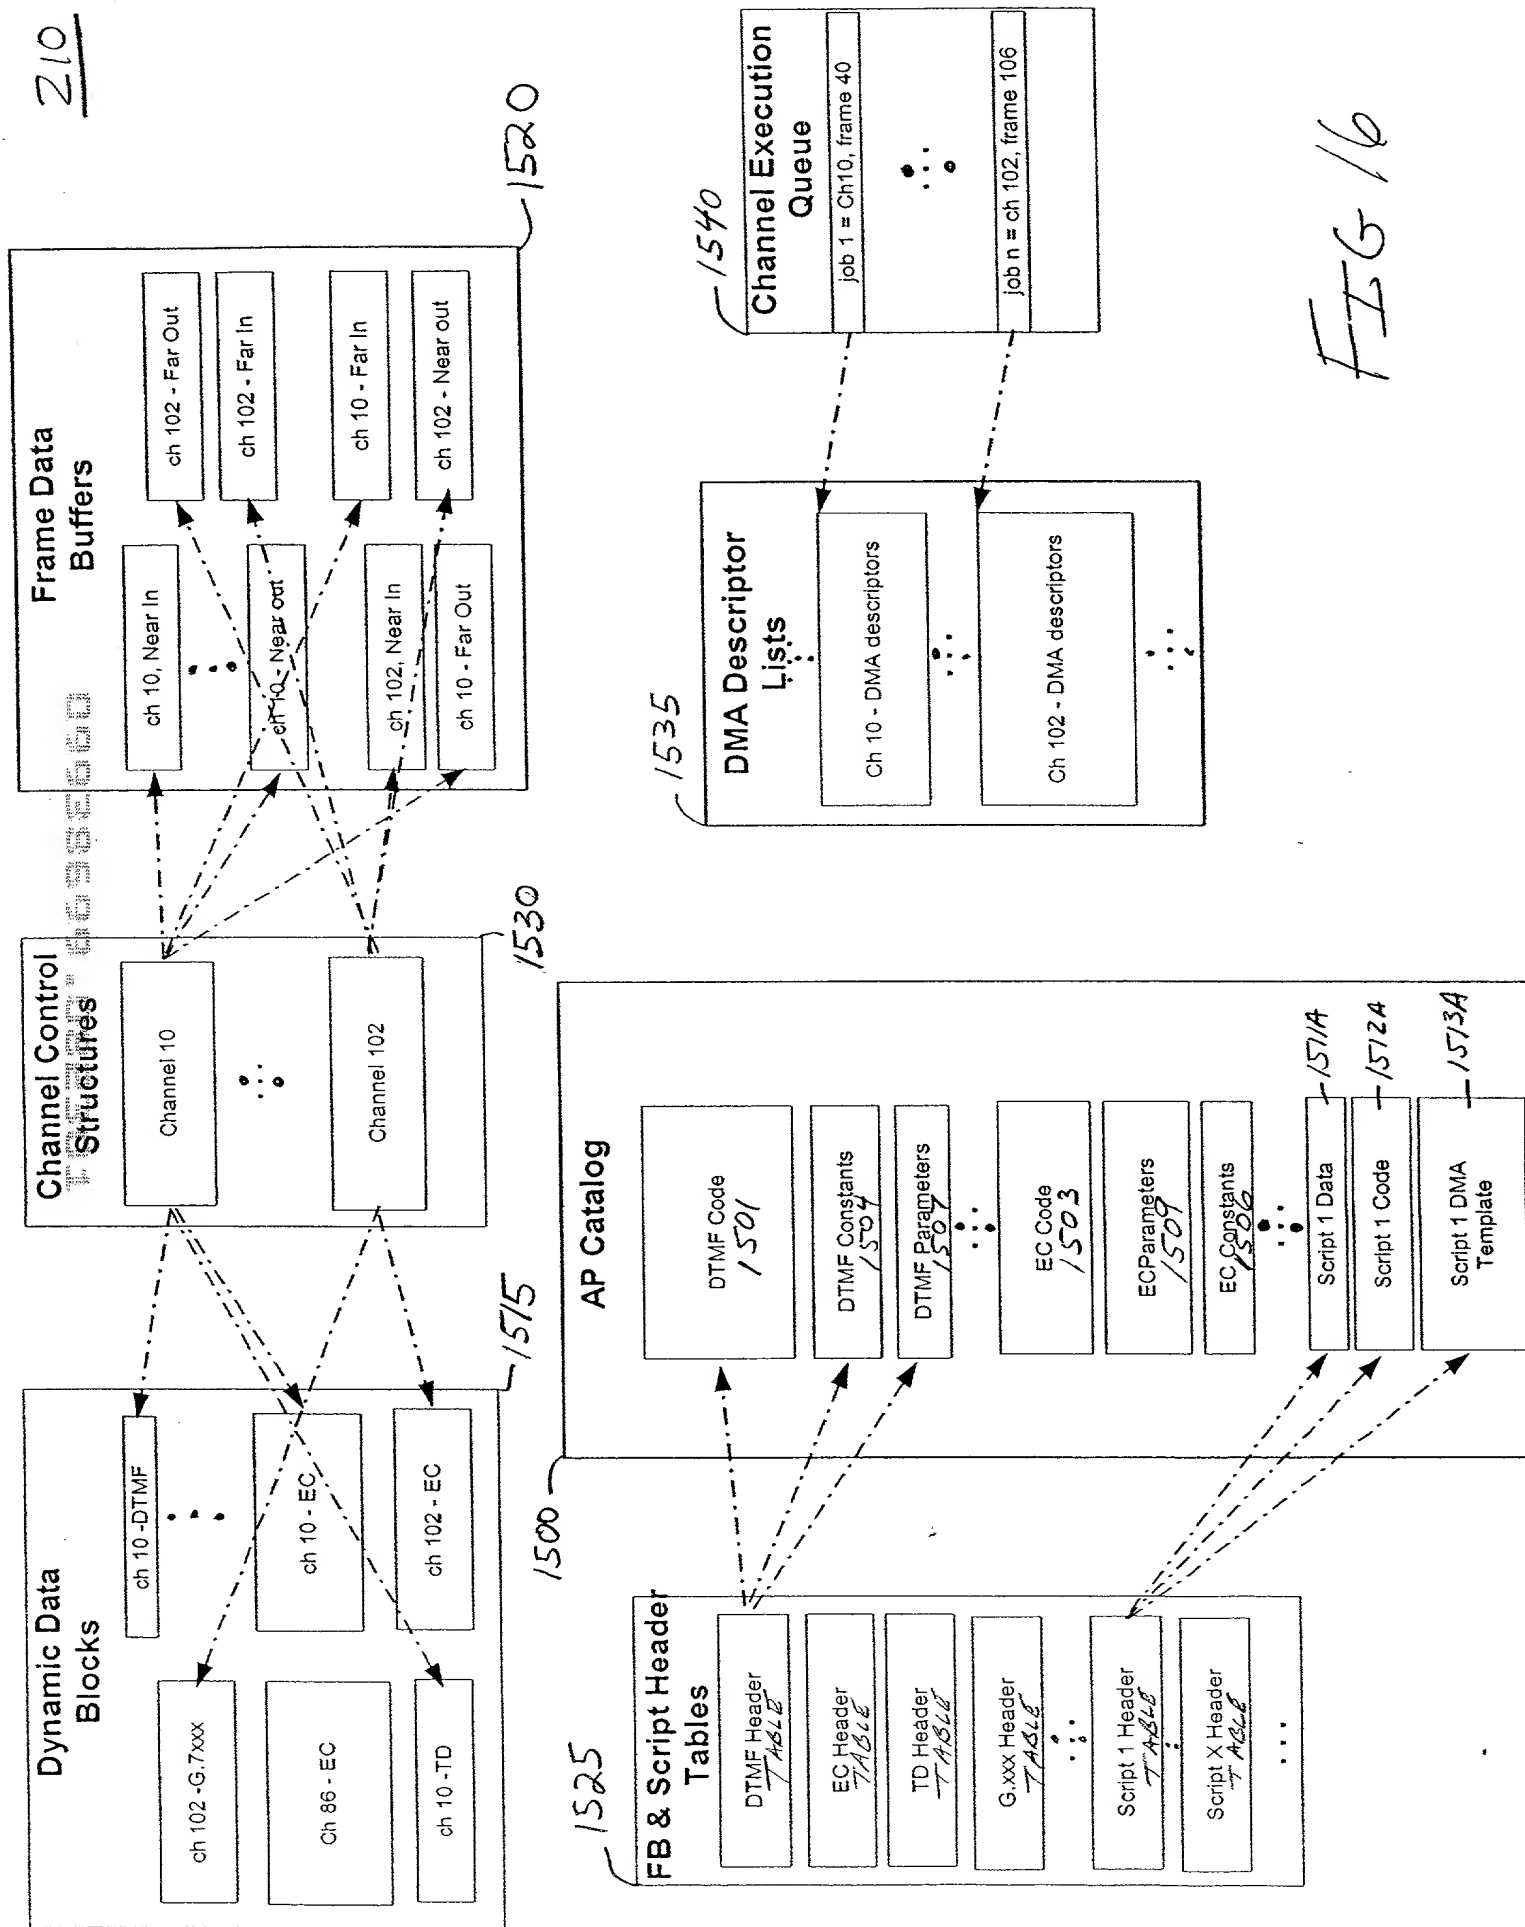 210
Dynamic Data
Blocks
ch 102 -G.7xxx
Ch 86 - EC
ch 10 -TD
ch 10 -DTMF
ch 10 - EC
ch 102 - EC
1515
Channel Control
Structures
Channel 10
Channel 102
1530
Frame Data
Buffers
ch 10, Near In
ch 10 - Near out
ch 102, Near In
ch 10 - Far Out
ch 102 - Far Out
ch 102 - Far In
ch 10 - Far In
ch 102 - Near out
1520
1525
FB & Script Header
Tables
DTMF Header
TABLE
EC Header
TABLE
TD Header
TABLE
G.xxx Header
TABLE
Script 1 Header
TABLE
Script X Header
TABLE
1500
AP Catalog
DTMF Code
1501
DTMF Constants
1504
DTMF Parameters
1507
EC Code
1503
ECParameters
1509
EC Constants
1506
Script 1 Data
1511A
Script 1 Code
1512A
Script 1 DMA
Template
1513A
1535
DMA Descriptor
Lists
Ch 10 - DMA descriptors
Ch 102 - DMA descriptors
1540
Channel Execution
Queue
job 1 = Ch10, frame 40
job n = ch 102, frame 106
FIG 16